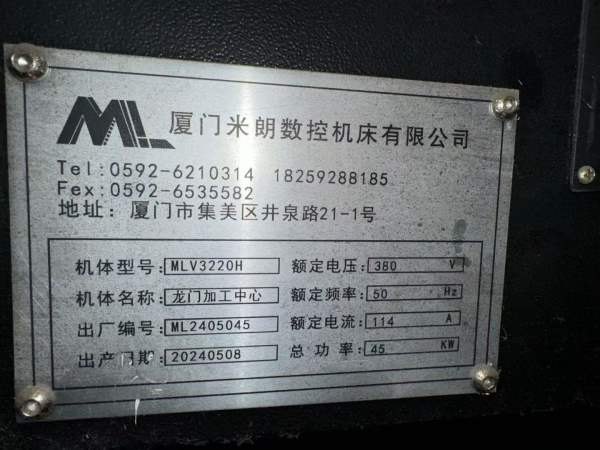 ML 厦门米朗数控机床有限公司
Tel:0592-6210314 18259288185
Fex:0592-6535582
地址: 厦门市集美区井泉路21-1号
机体型号: MLV3220H 额定电压: 380 V
机体名称: 龙门加工中心 额定频率: 50 Hz
出厂编号: ML2405045 额定电流: 114 A
出产日期: 20240508 总功率: 45 KW